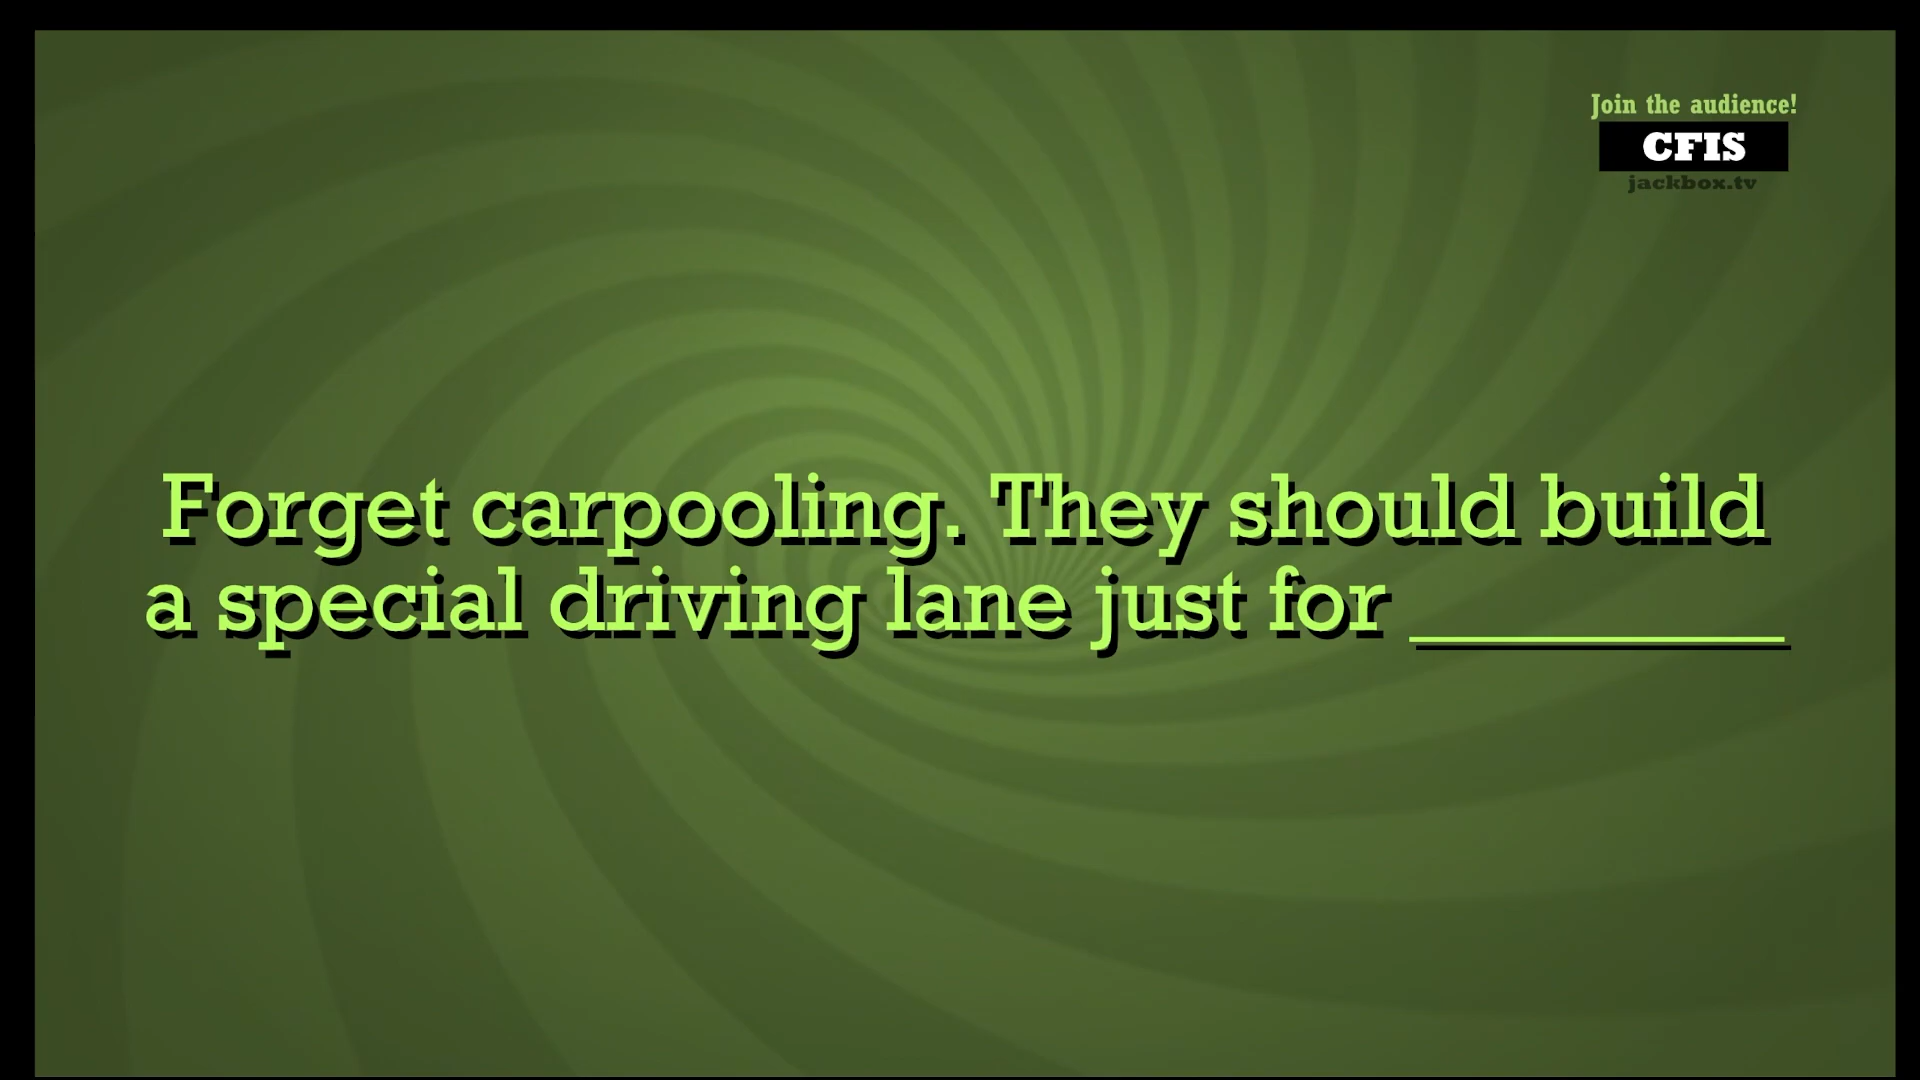 Join the audience!
CFIS
jackbox.tv
Forget carpooling. They should build
a special driving lane just for ________